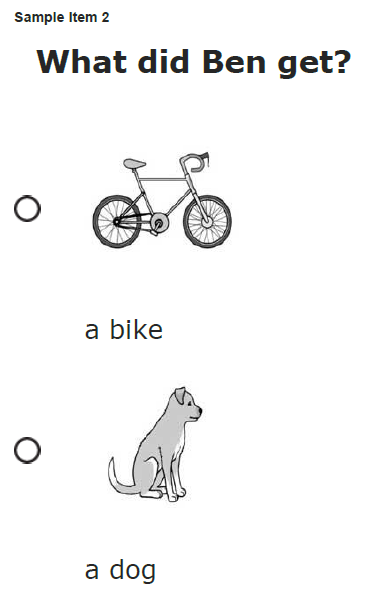 Sample Item 2
What did Ben get?
a bike
a dog